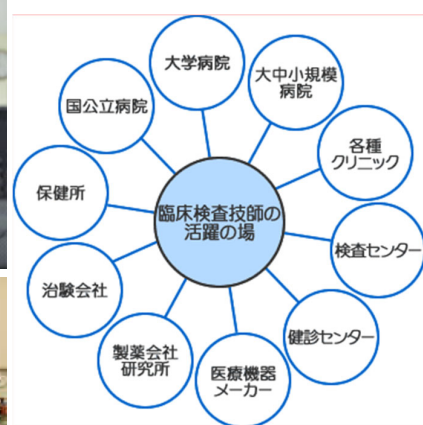 大学病院
大中小規模
病院
各種
クリニック
検査センター
健診センター
医療機器
メーカー
製薬会社
研究所
治験会社
保健所
国公立病院
臨床検査技師の
活躍の場